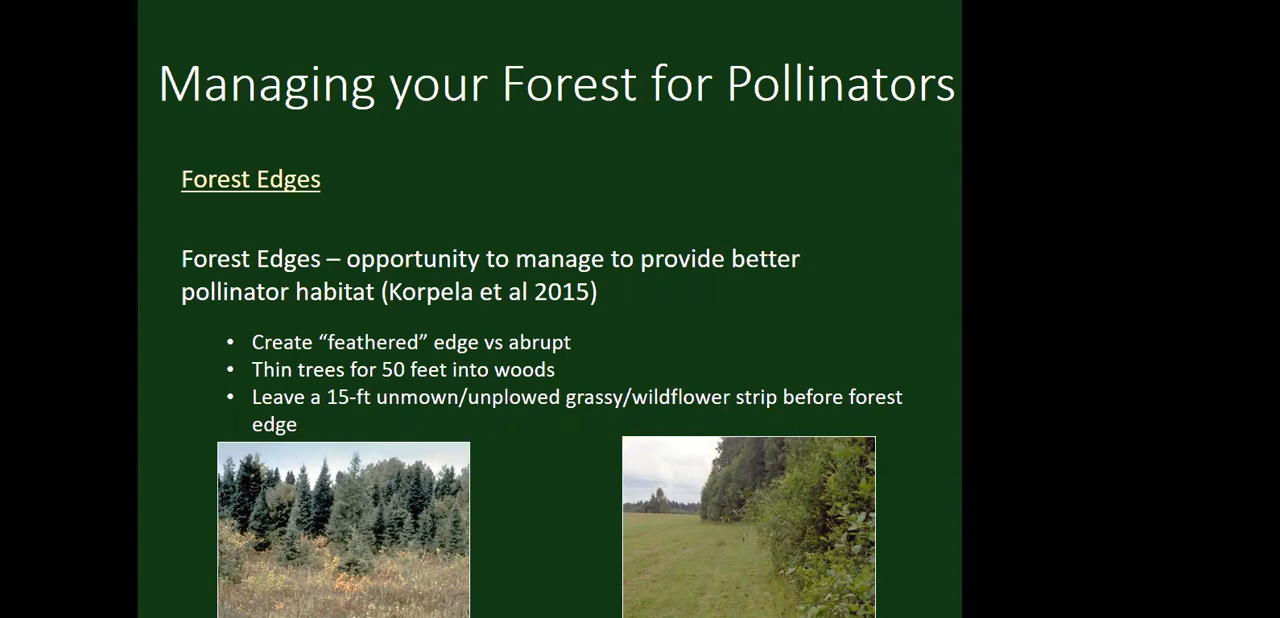 Managing your Forest for Pollinators
Forest Edges
Forest Edges – opportunity to manage to provide better
pollinator habitat (Korpela et al 2015)
• Create “feathered” edge vs abrupt
• Thin trees for 50 feet into woods
• Leave a 15-ft unmown/unplowed grassy/wildflower strip before forest
edge